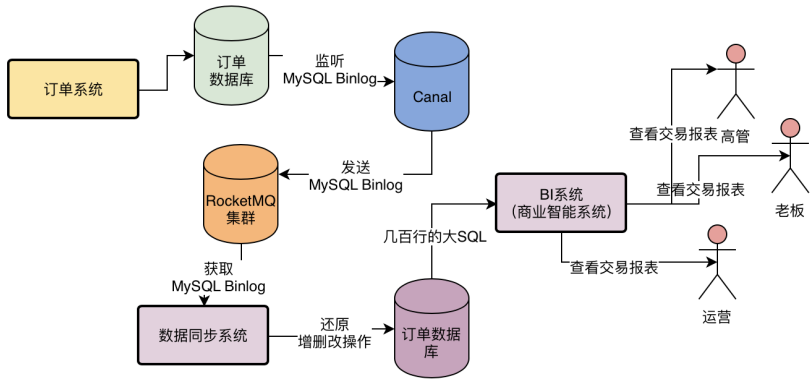 订单系统
订单
数据库
监听
MySQL Binlog
Canal
发送
MySQL Binlog
RocketMQ
集群
获取
MySQL Binlog
数据同步系统
还原
增删改操作
订单数据
库
几百行的大SQL
BI系统
（商业智能系统）
查看交易报表
高管
查看交易报表
老板
查看交易报表
运营